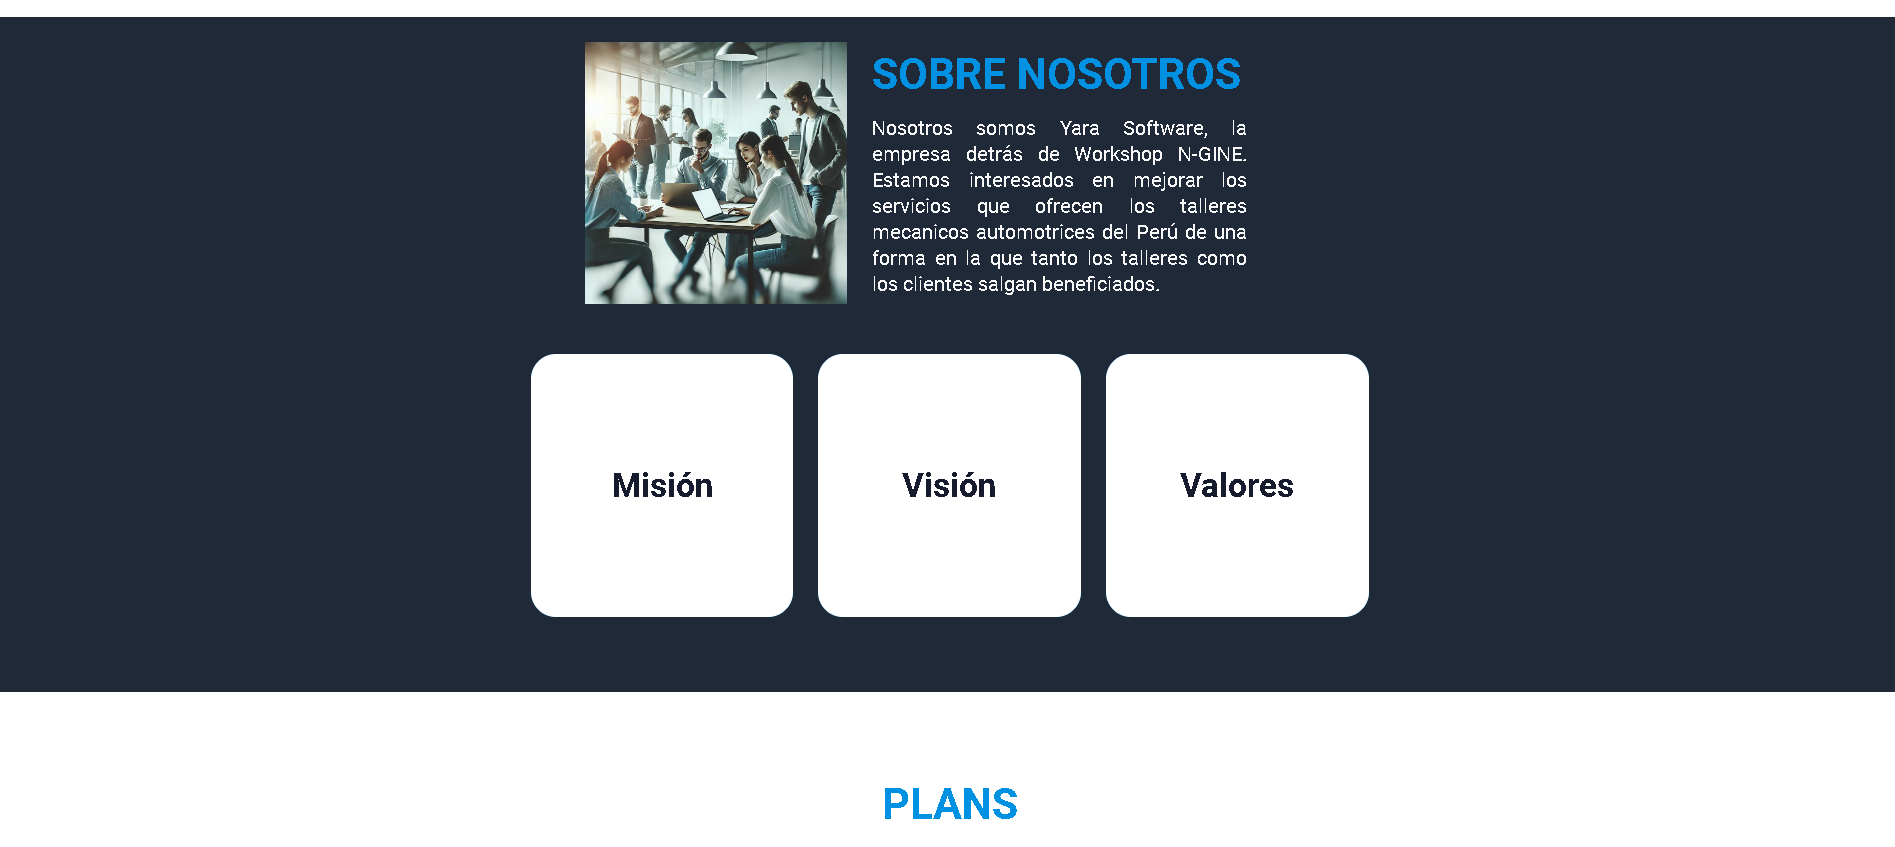 SOBRE NOSOTROS
Nosotros somos Yara Software, la
empresa detrás de Workshop N-GINE.
Estamos interesados en mejorar los
servicios que ofrecen los talleres
mecanicos automotrices del Perú de una
forma en la que tanto los talleres como
los clientes salgan beneficiados.
Misión
Visión
Valores
PLANS